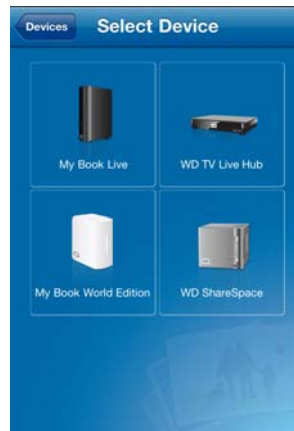 Devices
Select Device
My Book Live
WD TV Live Hub
My Book World Edition
WD ShareSpace